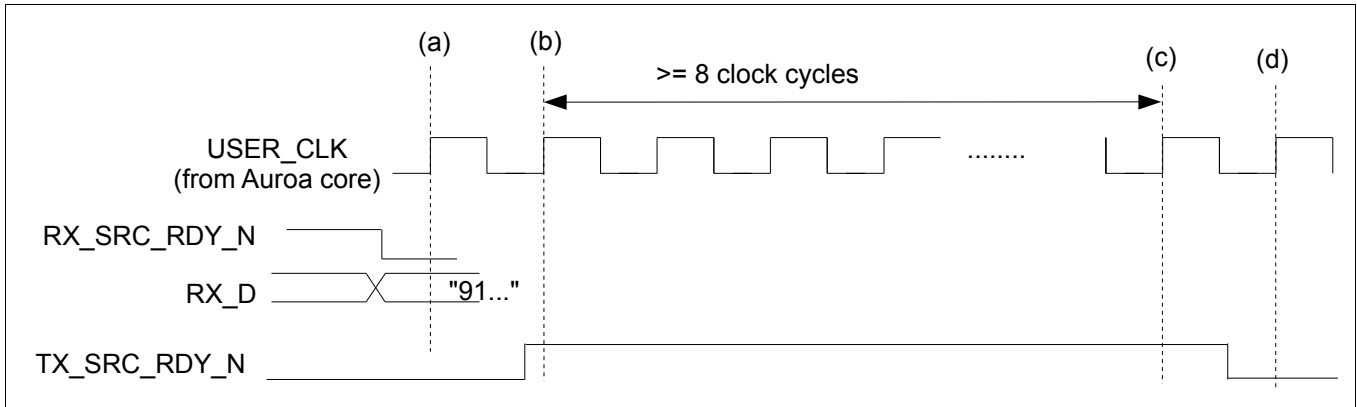 (a) (b) (c) (d)
>= 8 clock cycles
USER_CLK
(from Auroa core)
........
RX_SRC_RDY_N
RX_D "91..."
TX_SRC_RDY_N